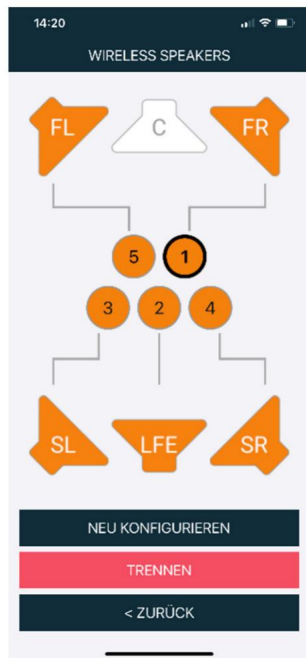 14:20
WIRELESS SPEAKERS
FL C FR
5 1
3 2 4
SL LFE SR
NEU KONFIGURIEREN
TRENNEN
< ZURÜCK